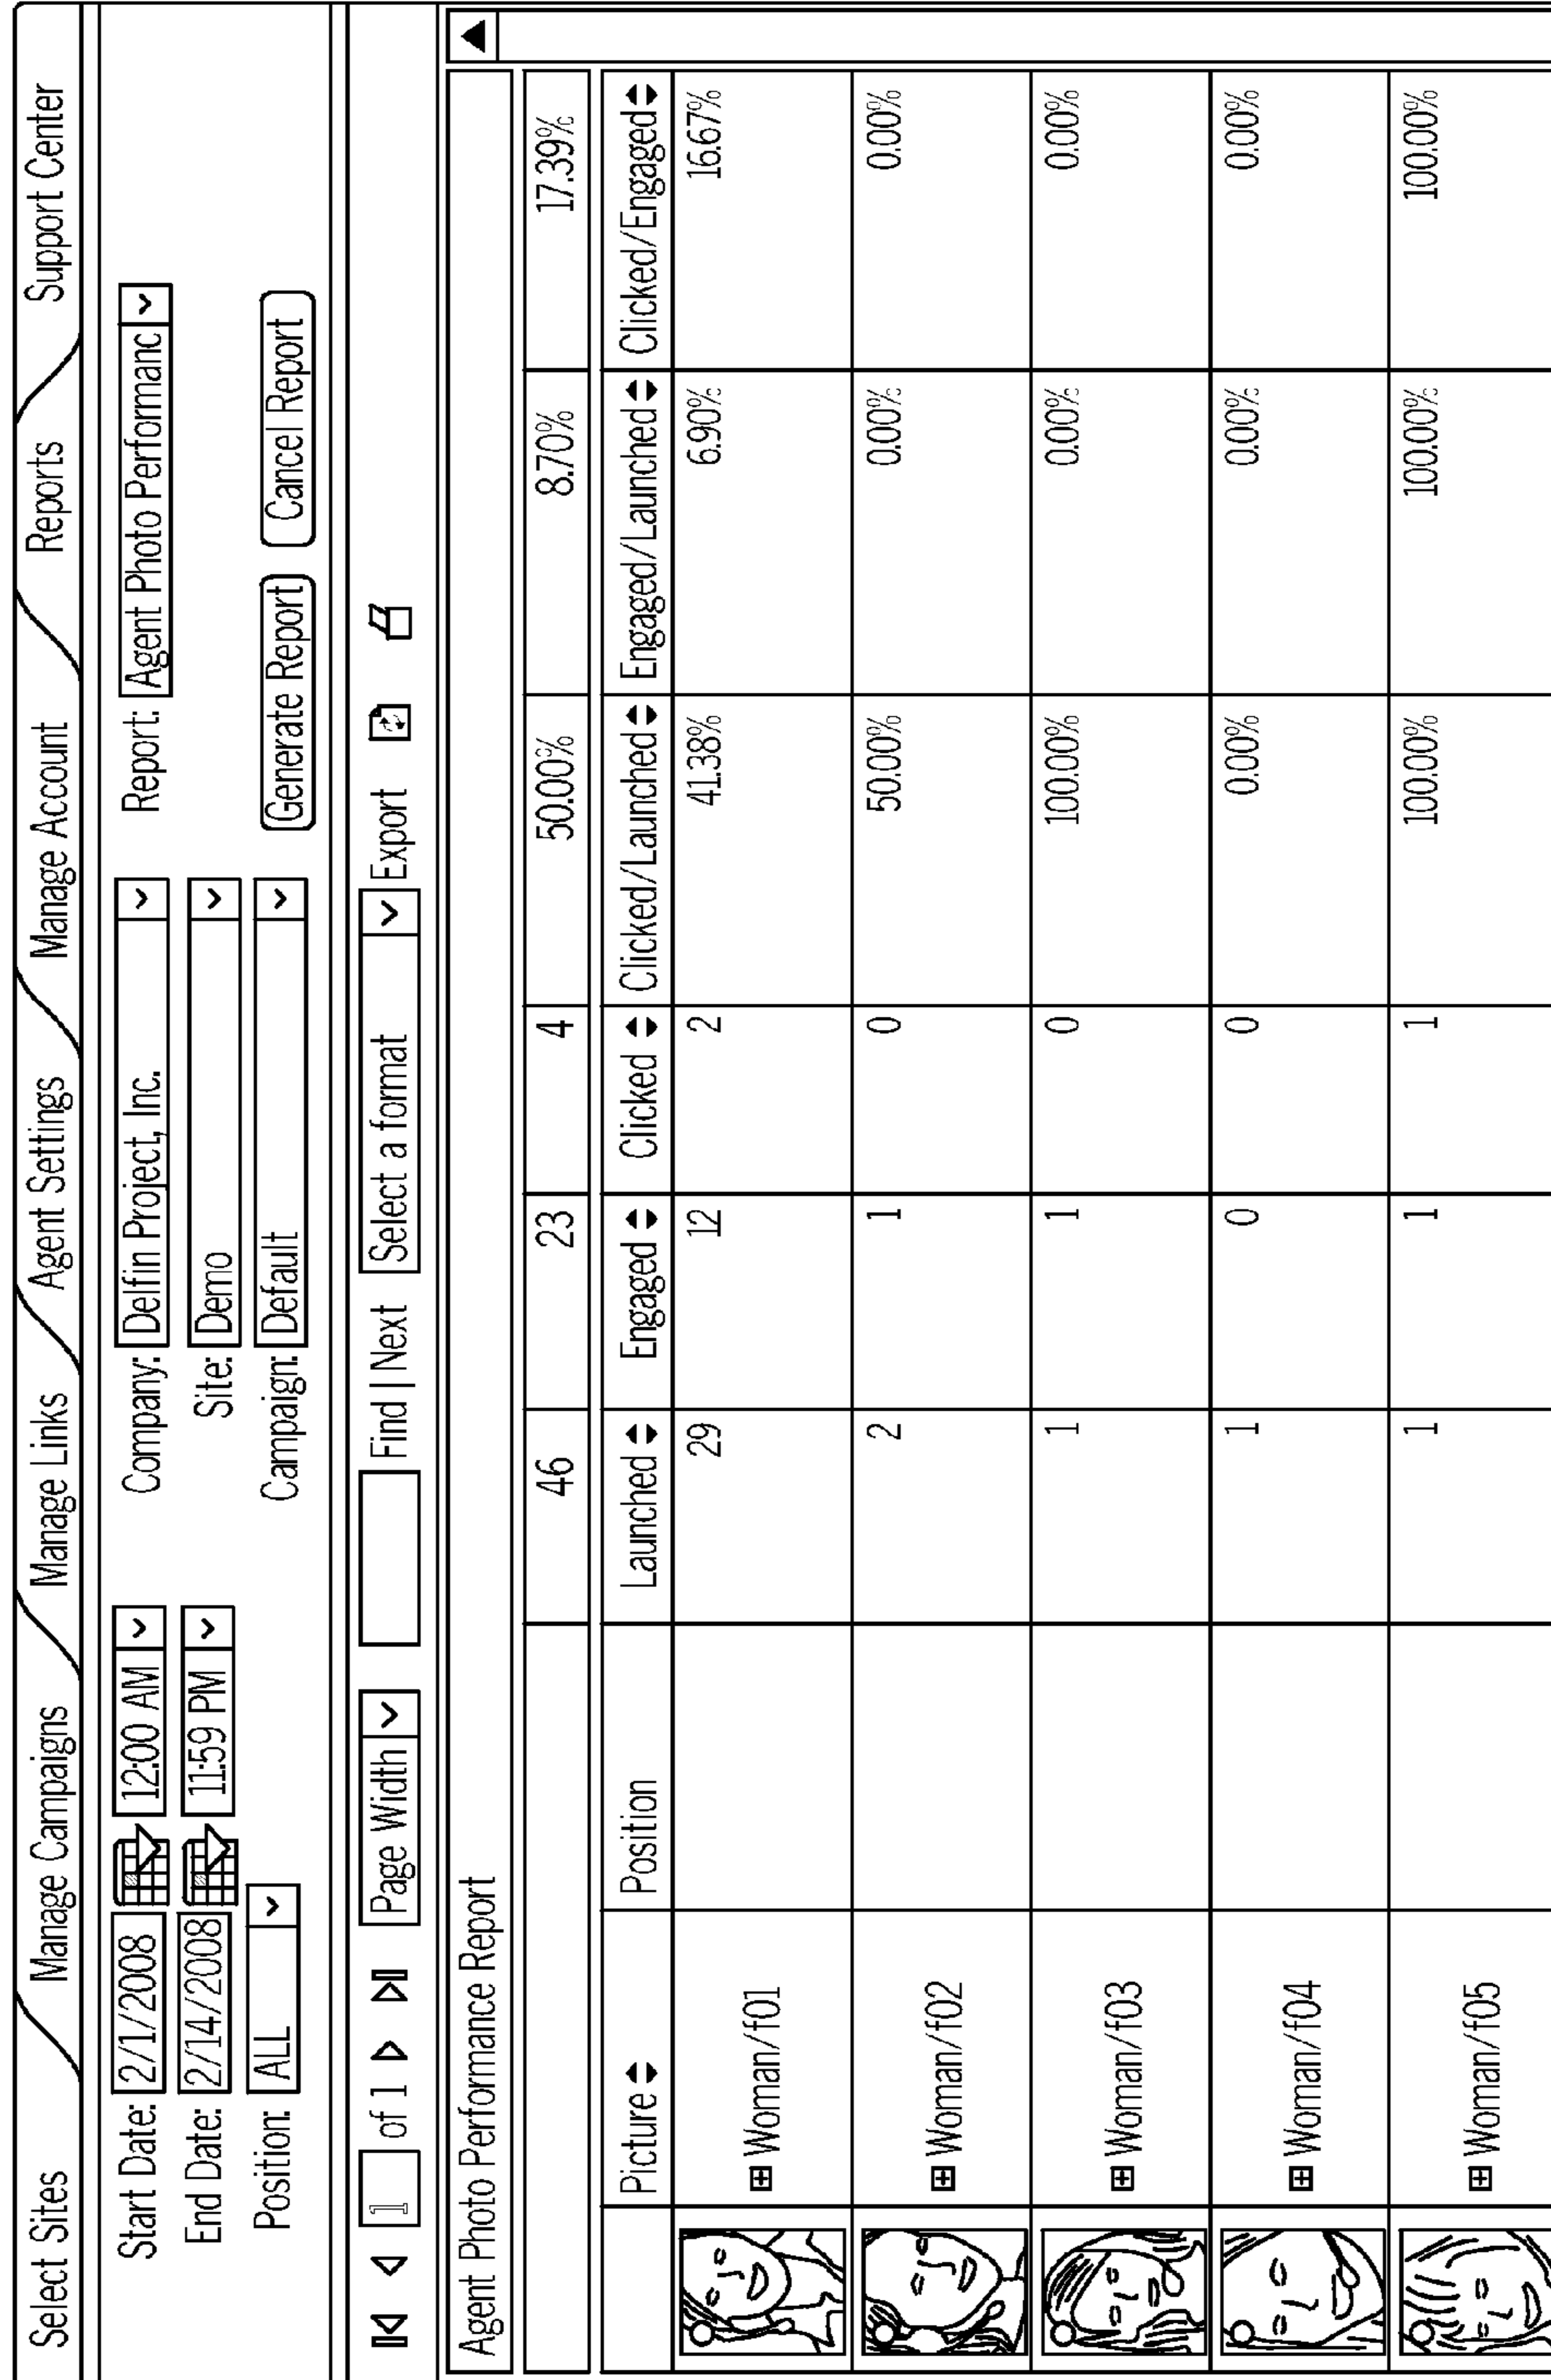 Select Sites Manage Campaigns Manage Links Agent Settings Manage Account Reports Support Center
Start Date: 2/1/2008 12:00 AM Company: Delfin Project, Inc. Report: Agent Photo Performanc
End Date: 2/14/2008 11:59 PM Site: Demo
Position: ALL Campaign: Default Generate Report Cancel Report
1 of 1 Page Width Find | Next Select a format Export
Agent Photo Performance Report
46 23 4 50.00% 8.70% 17.39%
Picture Position Launched Engaged Clicked Clicked/Launched Engaged/Launched Clicked/Engaged
Woman/f01 29 12 2 41.38% 6.90% 16.67%
Woman/f02 2 1 0 50.00% 0.00% 0.00%
Woman/f03 1 1 0 100.00% 0.00% 0.00%
Woman/f04 1 0 0 0.00% 0.00% 0.00%
Woman/f05 1 1 1 100.00% 100.00% 100.00%